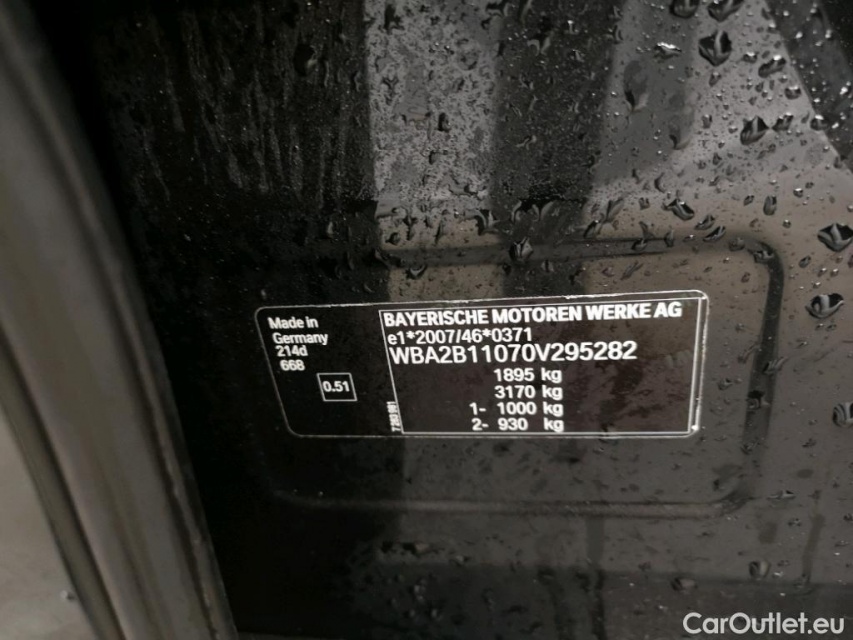 Made in
Germany
214d
668
0.51
BAYERISCHE MOTOREN WERKE AG
e1*2007/46*0371
WBA2B11070V295282
1895 kg
3170 kg
1- 1000 kg
2- 930 kg
CarOutlet.eu